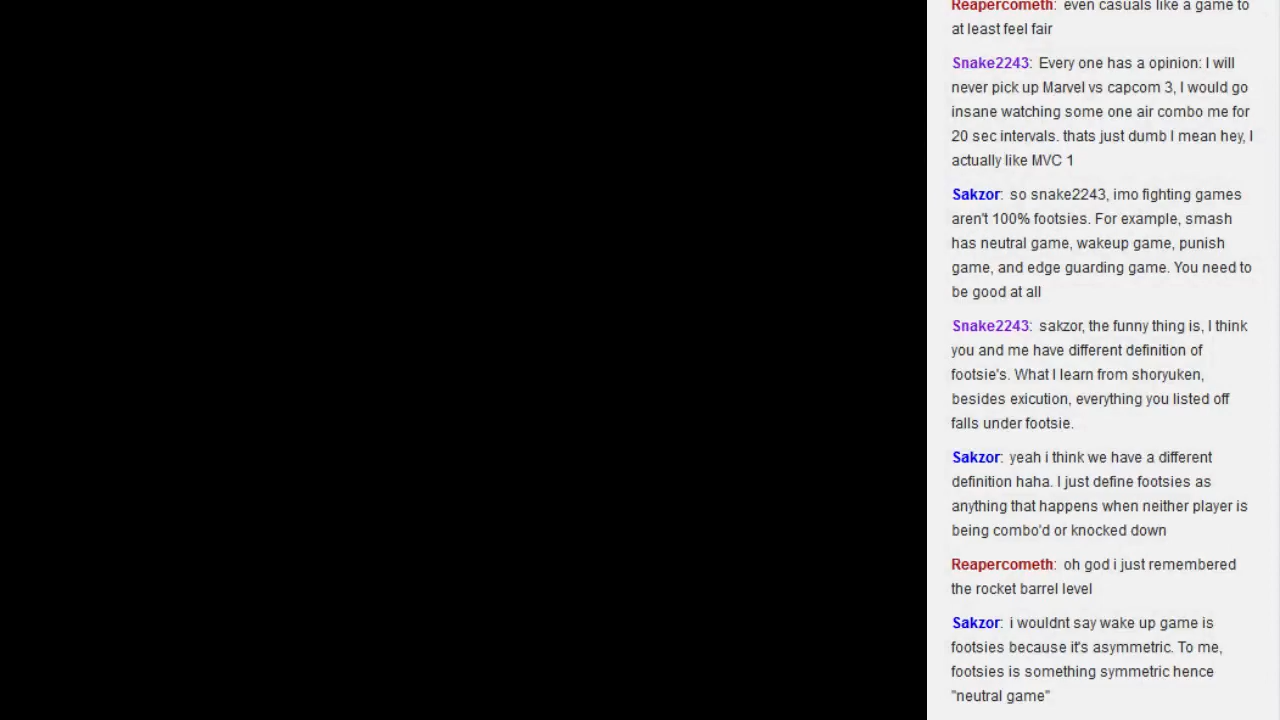 Reapercometh: even casuals like a game to
at least feel fair
Snake2243: Every one has a opinion: I will
never pick up Marvel vs capcom 3, I would go
insane watching some one air combo me for
20 sec intervals. thats just dumb I mean hey, I
actually like MVC 1
Sakzor: so snake2243, imo fighting games
aren't 100% footsies. For example, smash
has neutral game, wakeup game, punish
game, and edge guarding game. You need to
be good at all
Snake2243: sakzor, the funny thing is, I think
you and me have different definition of
footsie's. What I learn from shoryuken,
besides exicution, everything you listed off
falls under footsie.
Sakzor: yeah i think we have a different
definition haha. I just define footsies as
anything that happens when neither player is
being combo'd or knocked down
Reapercometh: oh god i just remembered
the rocket barrel level
Sakzor: i wouldnt say wake up game is
footsies because it's asymmetric. To me,
footsies is something symmetric hence
"neutral game"